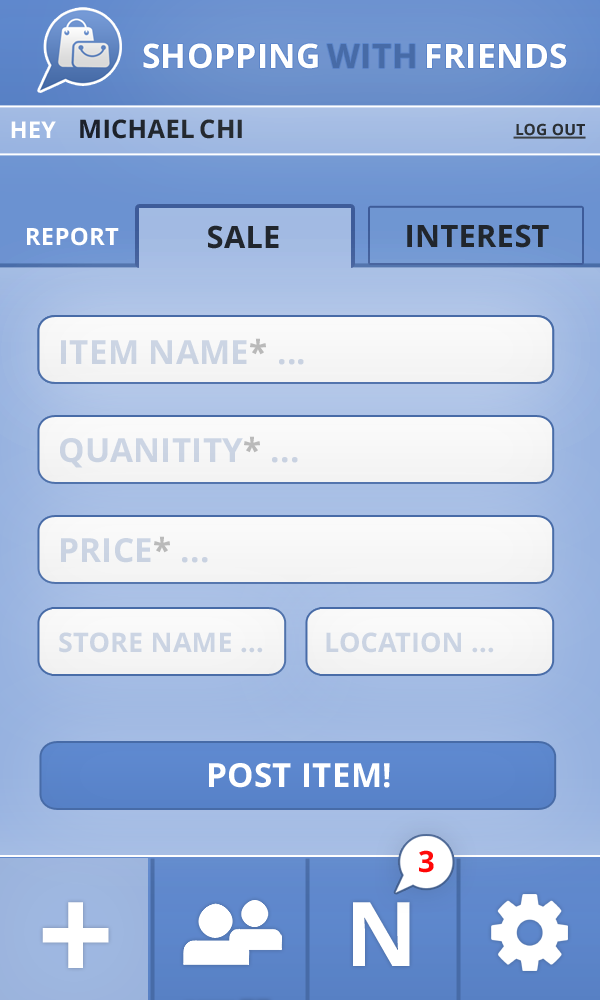 SHOPPING WITH FRIENDS
HEY MICHAEL CHI LOG OUT
REPORT SALE INTEREST
ITEM NAME* ...
QUANITITY* ...
PRICE* ...
STORE NAME ... LOCATION ...
POST ITEM!
3
N